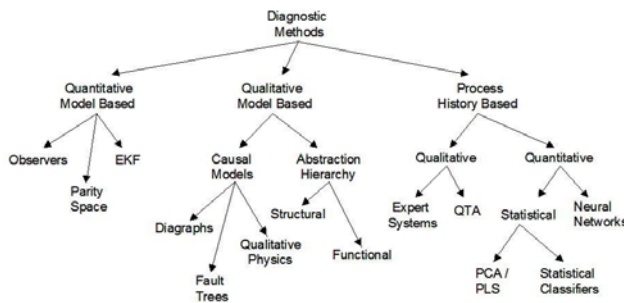 Diagnostic
Methods
Quantitative
Model Based
Qualitative
Model Based
Process
History Based
Observers
EKF
Parity
Space
Causal
Models
Abstraction
Hierarchy
Qualitative
Quantitative
Diagraphs
Fault
Trees
Qualitative
Physics
Structural
Functional
Expert
Systems
QTA
Statistical
Neural
Networks
PCA /
PLS
Statistical
Classifiers